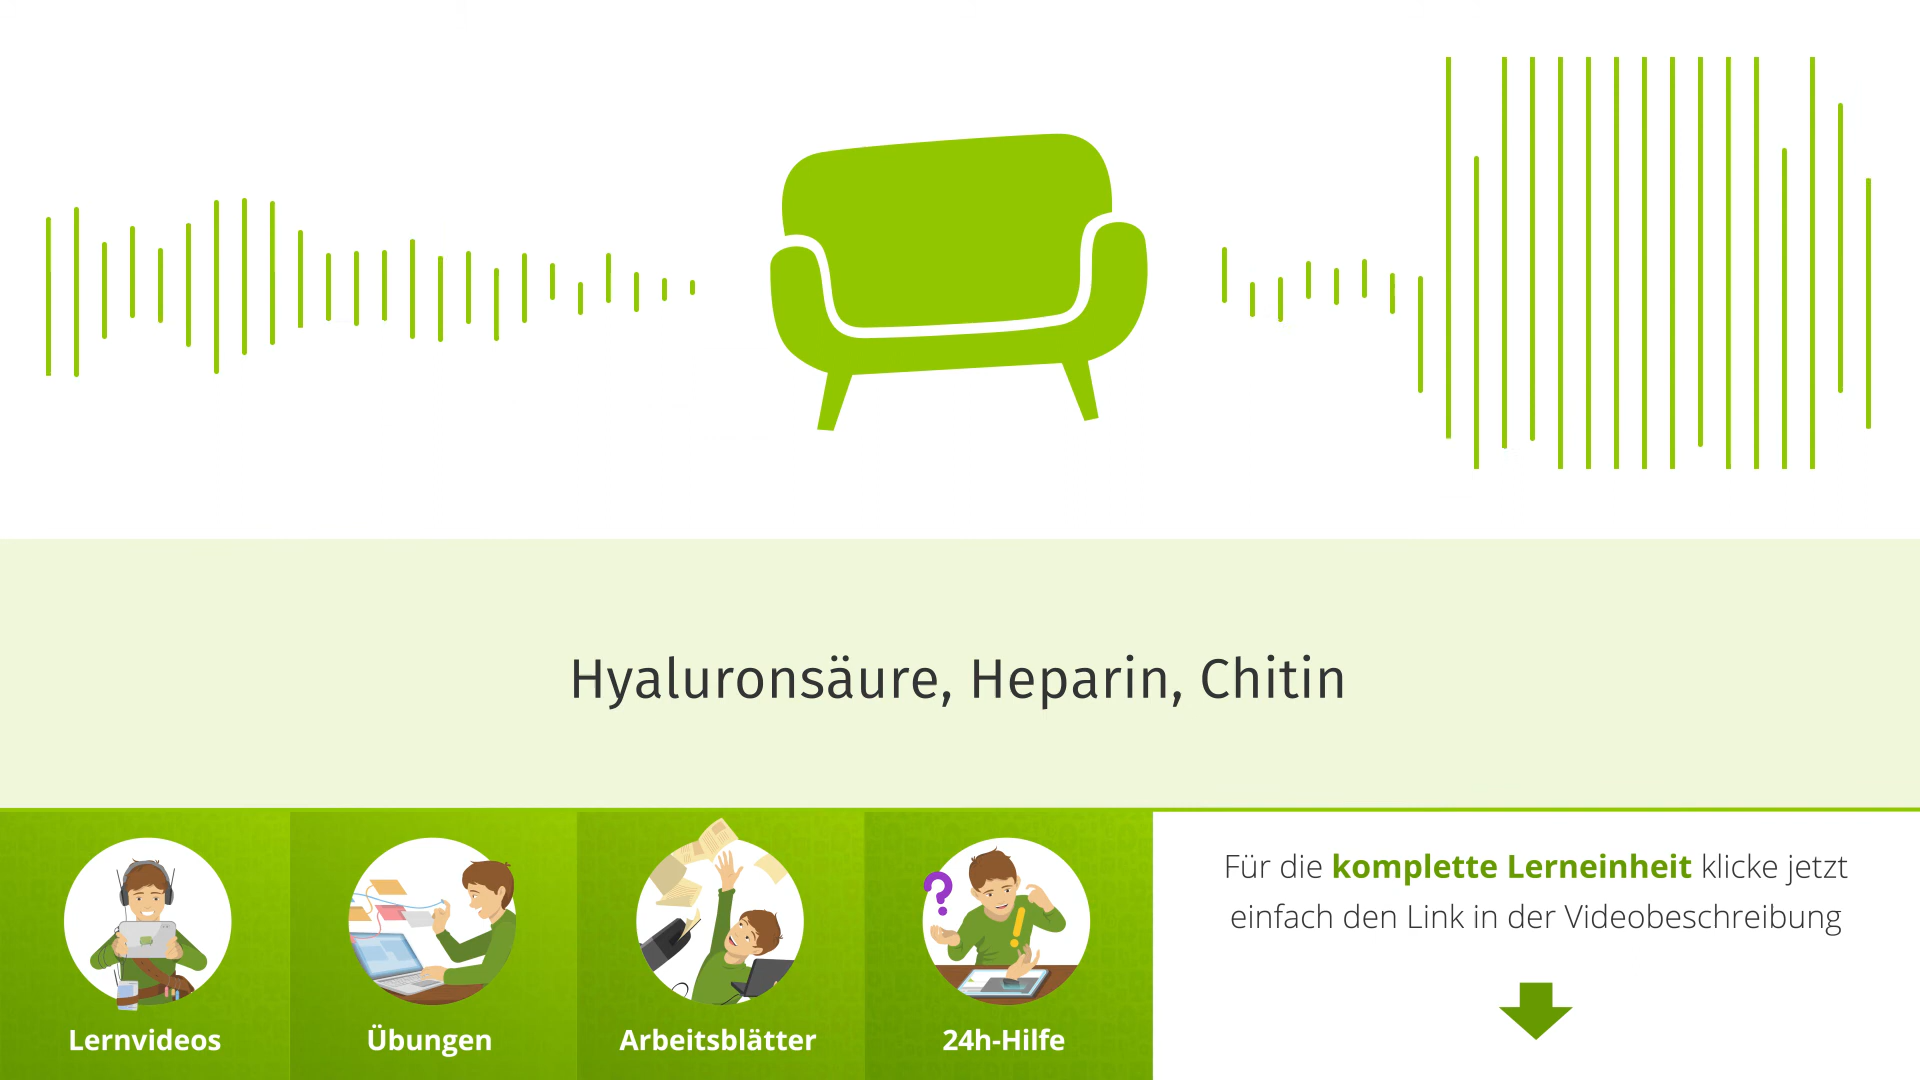 Hyaluronsäure, Heparin, Chitin
Lernvideos
Übungen
Arbeitsblätter
24h-Hilfe
Für die komplette Lerneinheit klicke jetzt
einfach den Link in der Videobeschreibung